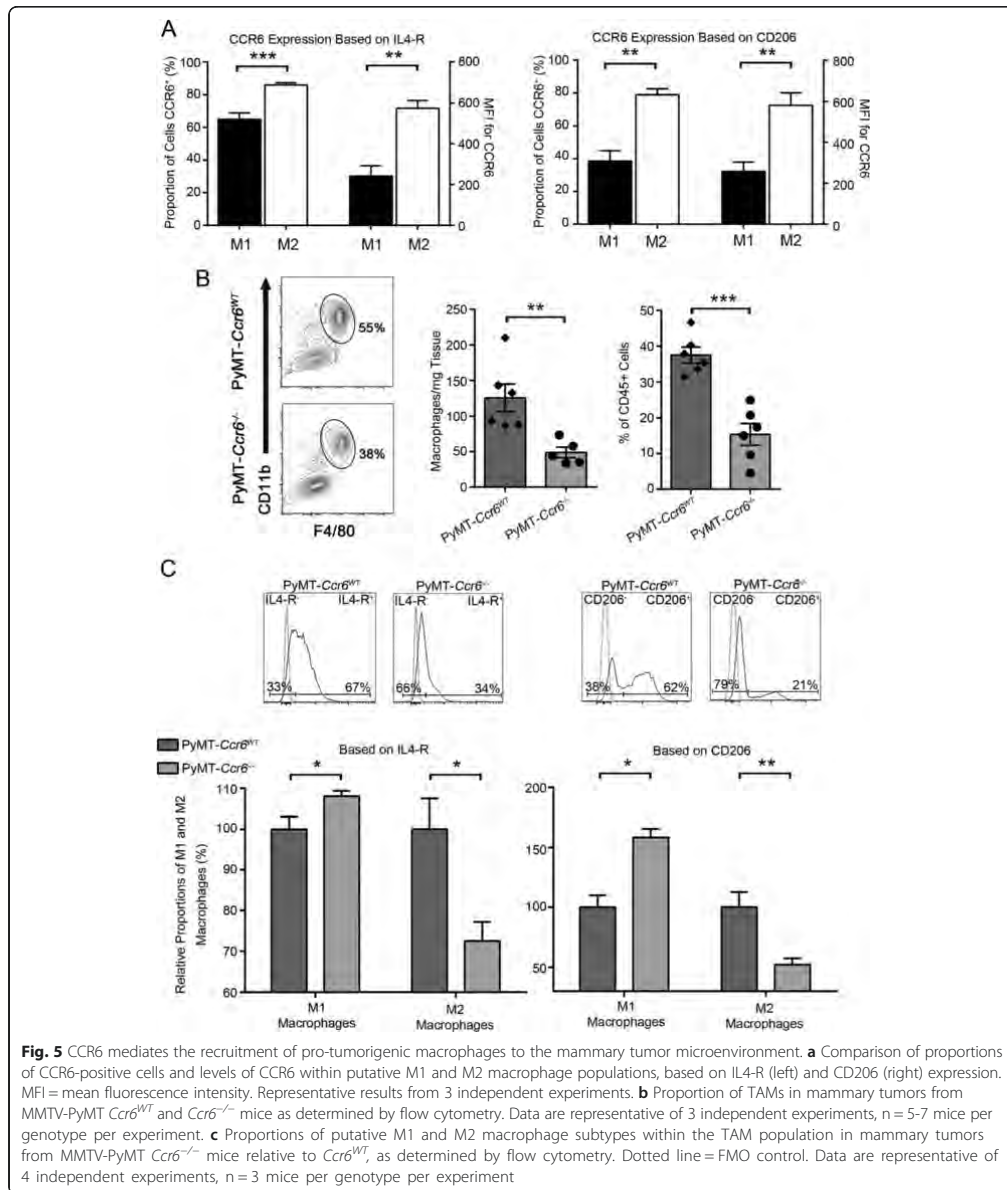 A
CCR6 Expression Based on IL4-R
CCR6 Expression Based on CD206
*** **
** **
Proportion of Cells CCR6⁺ (%)
100
80
60
40
20
0
800
600
400
200
0
MFI for CCR6
M1 M2 M1 M2
Proportion of Cells CCR6⁺ (%)
100
80
60
40
20
0
800
600
400
200
0
MFI for CCR6
M1 M2 M1 M2
B
PyMT-Ccr6ᵂᵀ
55%
PyMT-Ccr6⁻/⁻
38%
CD11b
F4/80
Macrophages/mg Tissue
250
200
150
100
50
0
**
PyMT-Ccr6ᵂᵀ
PyMT-Ccr6⁻/⁻
% of CD45+ Cells
50
40
30
20
10
0
***
PyMT-Ccr6ᵂᵀ
PyMT-Ccr6⁻/⁻
C
PyMT-Ccr6ᵂᵀ PyMT-Ccr6⁻/⁻ PyMT-Ccr6ᵂᵀ PyMT-Ccr6⁻/⁻
IL4-R⁻ IL4-R⁺ IL4-R⁻ IL4-R⁺ CD206⁻ CD206⁺ CD206⁻ CD206⁺
33% 67% 66% 34% 38% 62% 79% 21%
PyMT-Ccr6ᵂᵀ
PyMT-Ccr6⁻/⁻
Based on IL4-R
Based on CD206
* *
* **
Relative Proportions of M1 and M2
Macrophages (%)
110
100
90
80
70
60
M1 M2
Macrophages Macrophages
200
150
100
50
M1 M2
Macrophages Macrophages
Fig. 5 CCR6 mediates the recruitment of pro-tumorigenic macrophages to the mammary tumor microenvironment. a Comparison of proportions
of CCR6-positive cells and levels of CCR6 within putative M1 and M2 macrophage populations, based on IL4-R (left) and CD206 (right) expression.
MFI = mean fluorescence intensity. Representative results from 3 independent experiments. b Proportion of TAMs in mammary tumors from
MMTV-PyMT Ccr6ᵂᵀ and Ccr6⁻/⁻ mice as determined by flow cytometry. Data are representative of 3 independent experiments, n = 5-7 mice per
genotype per experiment. c Proportions of putative M1 and M2 macrophage subtypes within the TAM population in mammary tumors
from MMTV-PyMT Ccr6⁻/⁻ mice relative to Ccr6ᵂᵀ, as determined by flow cytometry. Dotted line = FMO control. Data are representative of
4 independent experiments, n = 3 mice per genotype per experiment